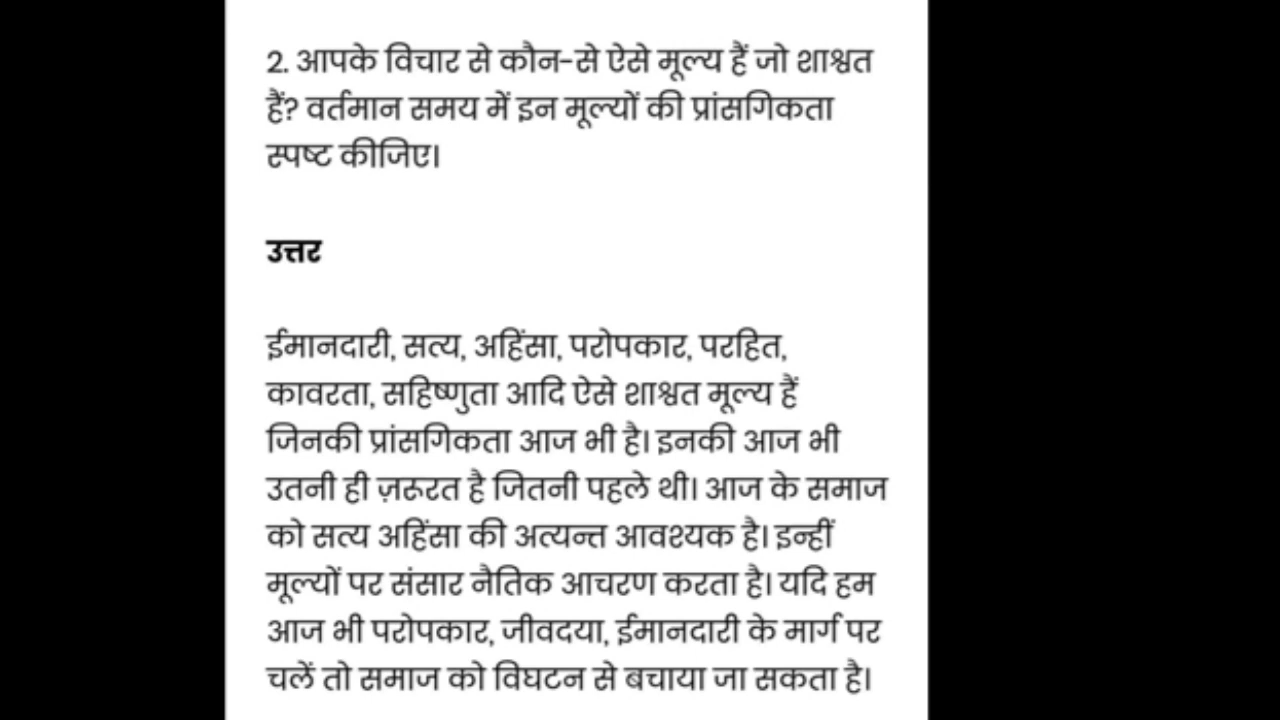 2. आपके विचार से कौन-से ऐसे मूल्य हैं जो शाश्वत
हैं? वर्तमान समय में इन मूल्यों की प्रांसगिकता
स्पष्ट कीजिए।
उत्तर
ईमानदारी, सत्य, अहिंसा, परोपकार, परहित,
कावरता, सहिष्णुता आदि ऐसे शाश्वत मूल्य हैं
जिनकी प्रांसगिकता आज भी है। इनकी आज भी
उतनी ही ज़रूरत है जितनी पहले थी। आज के समाज
को सत्य अहिंसा की अत्यन्त आवश्यक है। इन्हीं
मूल्यों पर संसार नैतिक आचरण करता है। यदि हम
आज भी परोपकार, जीवदया, ईमानदारी के मार्ग पर
चलें तो समाज को विघटन से बचाया जा सकता है।